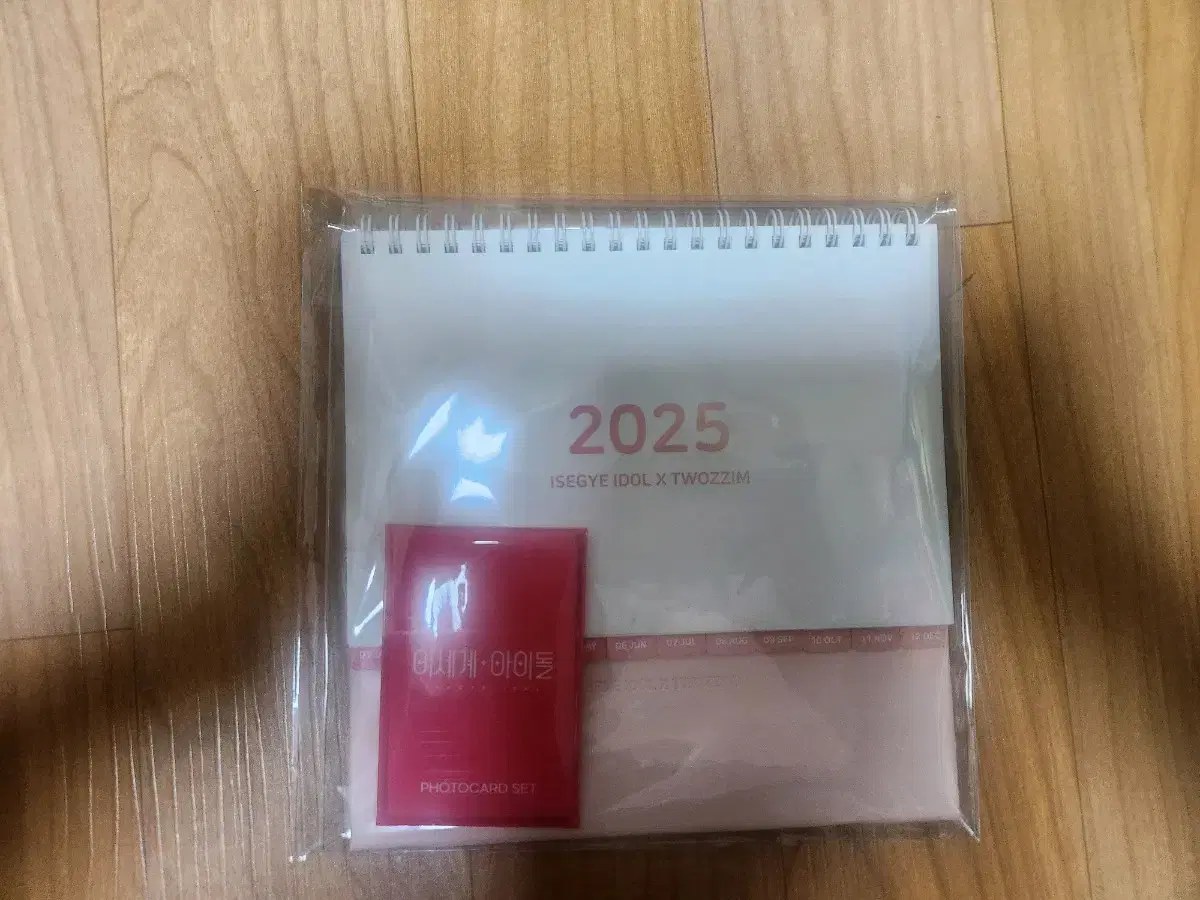 2025
ISEGYE IDOL X TWOZZIM
06 JUN 07 JUL 08 AUG 09 SEP 10 OCT 11 NOV 12 DEC
이세계아이돌
PHOTOCARD SET